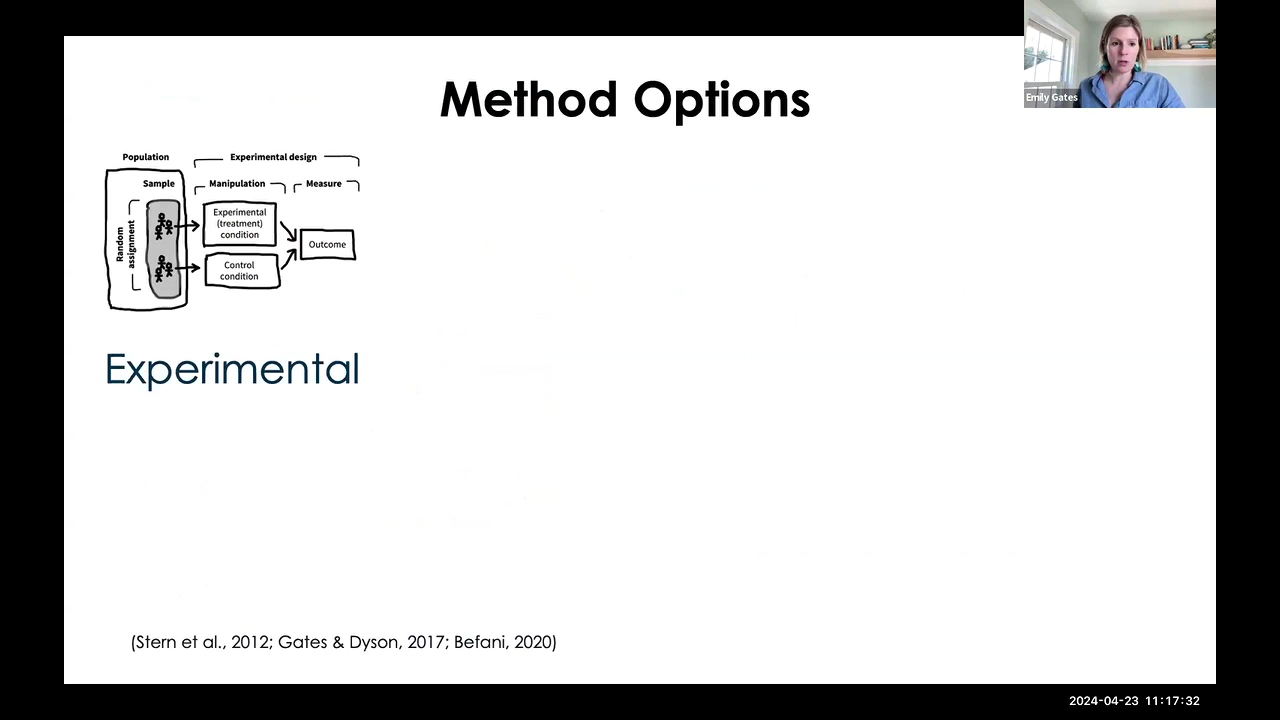 Method Options
Emily Gates
Population
Experimental design
Sample
Manipulation
Measure
Random
assignment
Experimental
(treatment)
condition
Outcome
Control
condition
Experimental
(Stern et al., 2012; Gates & Dyson, 2017; Befani, 2020)
2024-04-23 11:17:32